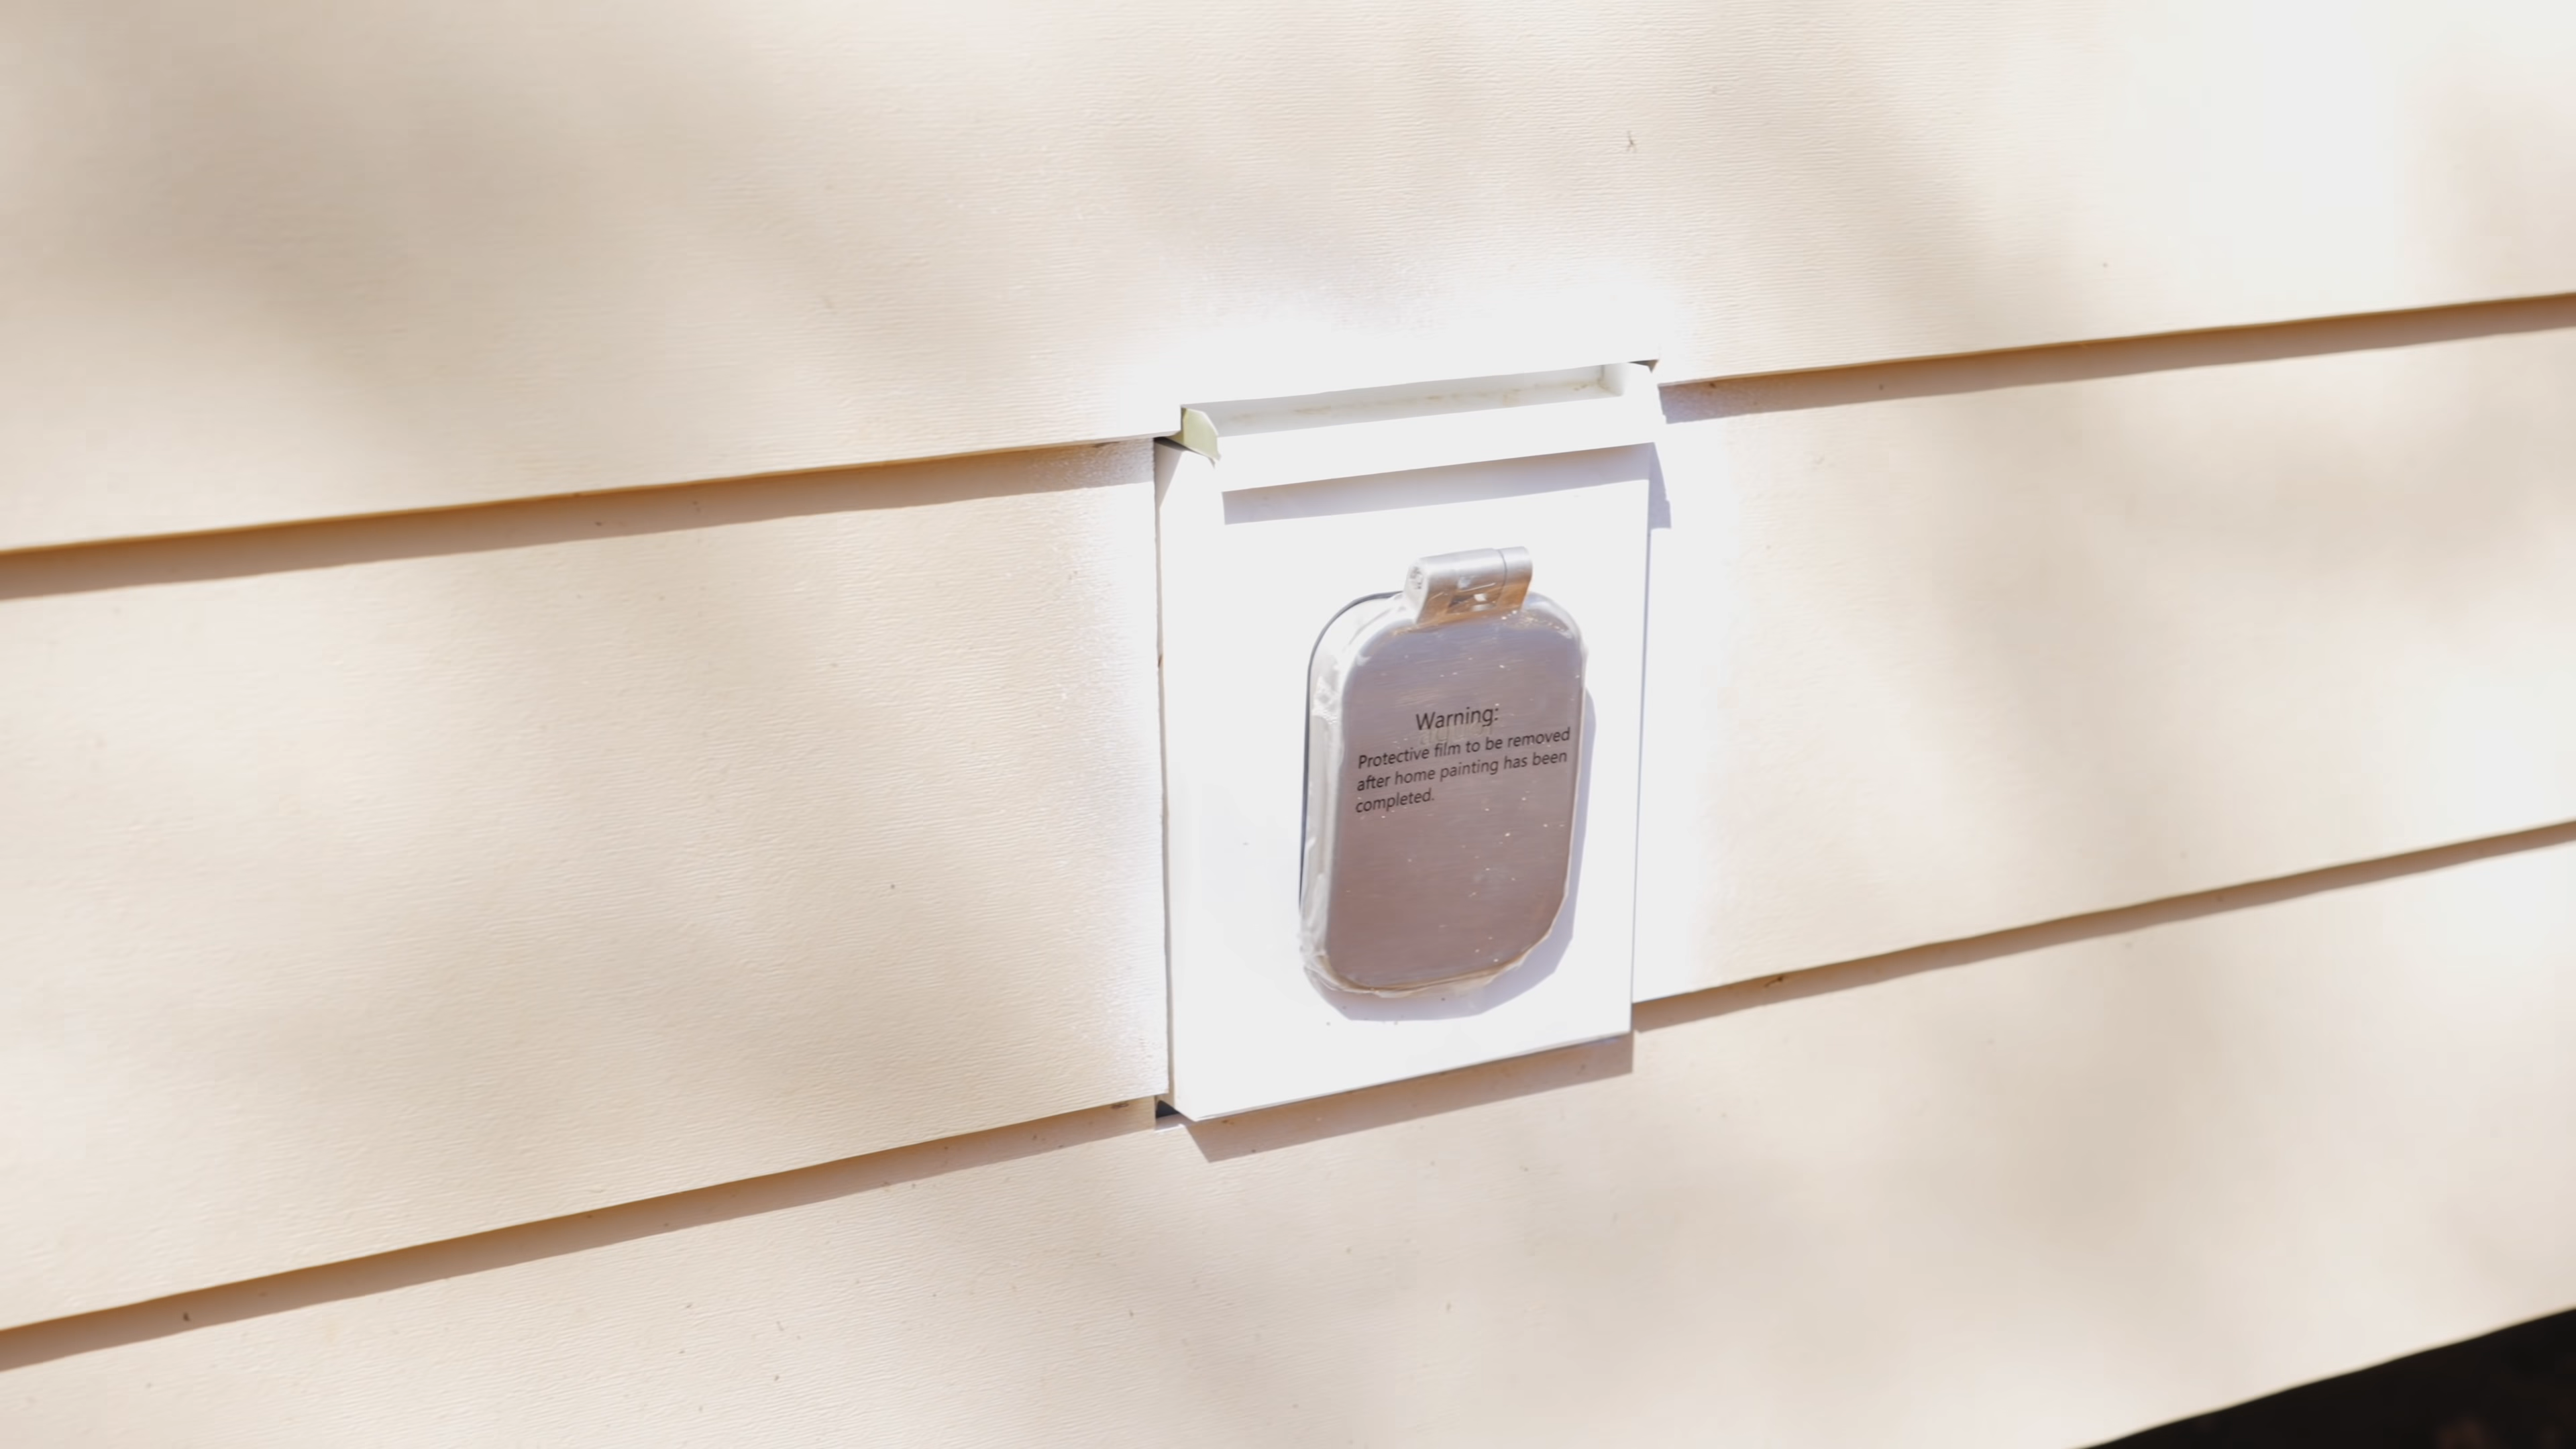 Warning:
Protective film to be removed
after home painting has been
completed.